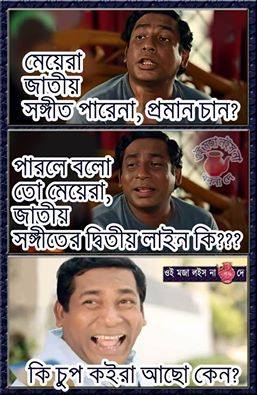 মেয়েরা
জাতীয়
সঙ্গীত পারেনা, প্রমান চান?
পারলে বলো
তো মেয়েরা,
জাতীয়
সঙ্গীতের দ্বিতীয় লাইন কি???
ওই মজা লইস না
দে
কি চুপ কইরা আছো কেন?